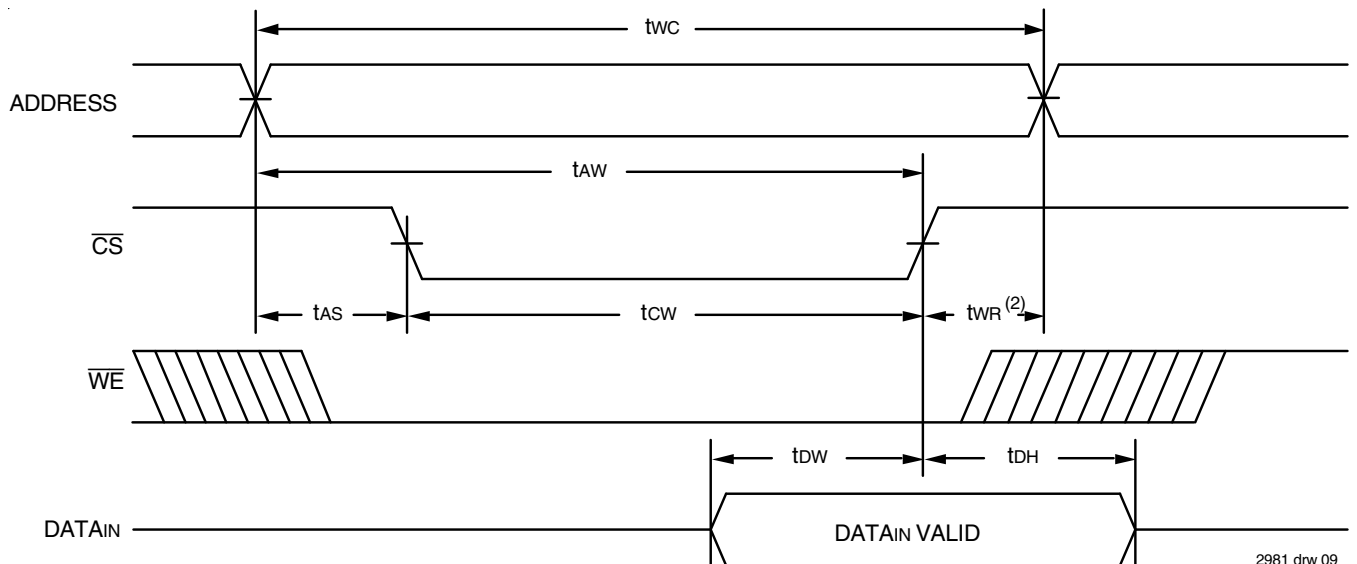 tWC
ADDRESS
tAW
CS
tAS
tCW
tWR (2)
WE
tDW
tDH
DATAIN
DATAIN VALID
2981 drw 09